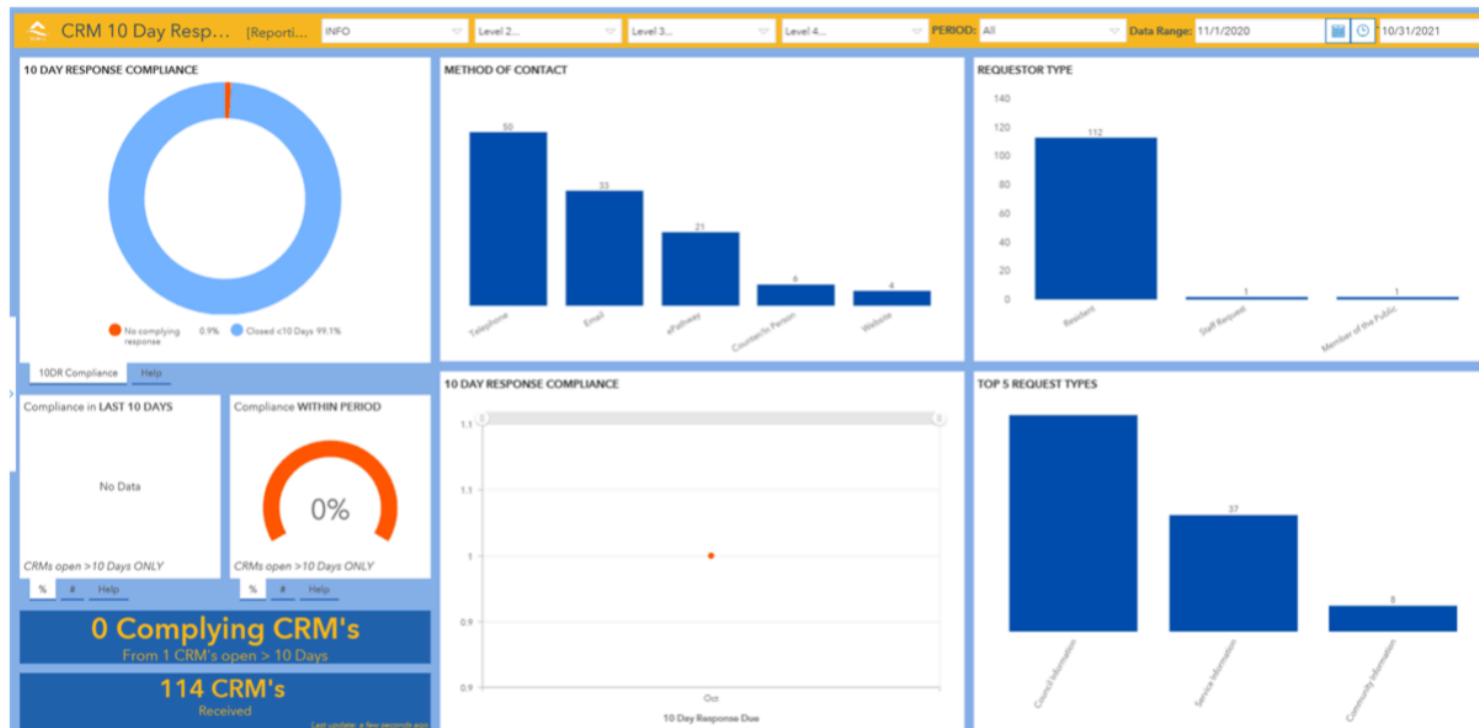 CRM 10 Day Resp... [Reporti... INFO Level 2... Level 3... Level 4... PERIOD: All Data Range: 11/1/2020 10/31/2021
10 DAY RESPONSE COMPLIANCE
No complying response 0.9% Closed <10 Days 99.1%
10DR Compliance Help
METHOD OF CONTACT
50
33
21
6
4
Telephone
Email
ePathway
Counter/In Person
Website
REQUESTOR TYPE
140
120
100
80
60
40
20
0
112
1
1
Resident
Staff Request
Member of the Public
Compliance in LAST 10 DAYS
No Data
CRMs open >10 Days ONLY
% # Help
Compliance WITHIN PERIOD
0%
CRMs open >10 Days ONLY
% # Help
0 Complying CRM's
From 1 CRM's open > 10 Days
114 CRM's
Received
Last update: a few seconds ago
10 DAY RESPONSE COMPLIANCE
1.1
1.1
1
0.9
0.9
Oct
10 Day Response Due
TOP 5 REQUEST TYPES
37
8
Council Information
Service Information
Community Information